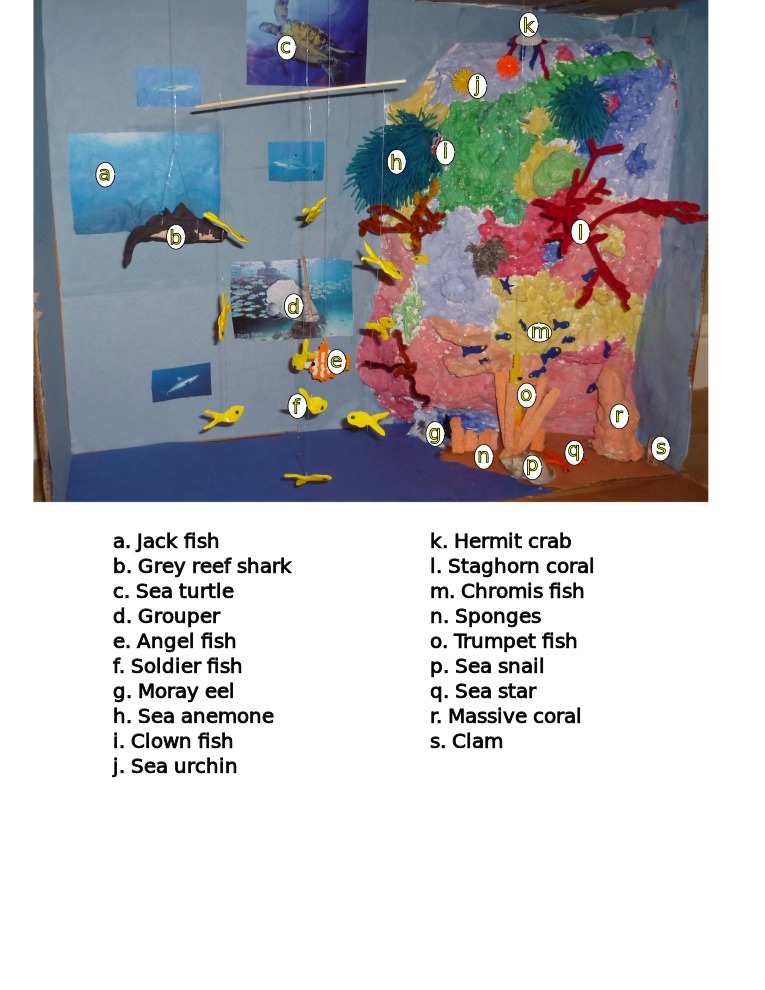 k
c
j
a
i
h
b
l
d
m
e
o
f
r
g
s
q
n
p
a. Jack fish
b. Grey reef shark
c. Sea turtle
d. Grouper
e. Angel fish
f. Soldier fish
g. Moray eel
h. Sea anemone
i. Clown fish
j. Sea urchin
k. Hermit crab
l. Staghorn coral
m. Chromis fish
n. Sponges
o. Trumpet fish
p. Sea snail
q. Sea star
r. Massive coral
s. Clam